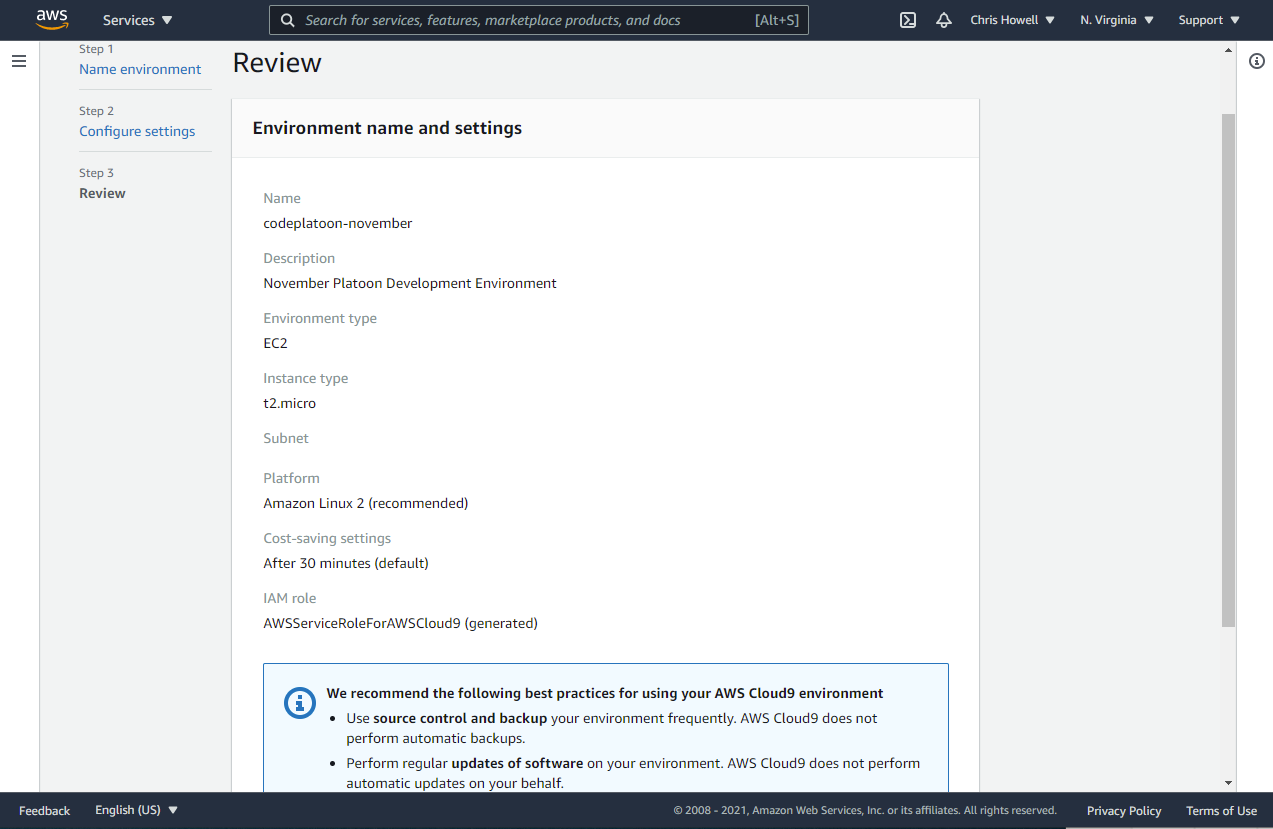 aws
Services
Search for services, features, marketplace products, and docs [Alt+S]
Chris Howell
N. Virginia
Support
Step 1
Name environment
Step 2
Configure settings
Step 3
Review
Review
Environment name and settings
Name
codeplatoon-november
Description
November Platoon Development Environment
Environment type
EC2
Instance type
t2.micro
Subnet
Platform
Amazon Linux 2 (recommended)
Cost-saving settings
After 30 minutes (default)
IAM role
AWSServiceRoleForAWSCloud9 (generated)
We recommend the following best practices for using your AWS Cloud9 environment
• Use source control and backup your environment frequently. AWS Cloud9 does not
perform automatic backups.
• Perform regular updates of software on your environment. AWS Cloud9 does not perform
automatic updates on your behalf.
Feedback
English (US)
© 2008 - 2021, Amazon Web Services, Inc. or its affiliates. All rights reserved.
Privacy Policy
Terms of Use